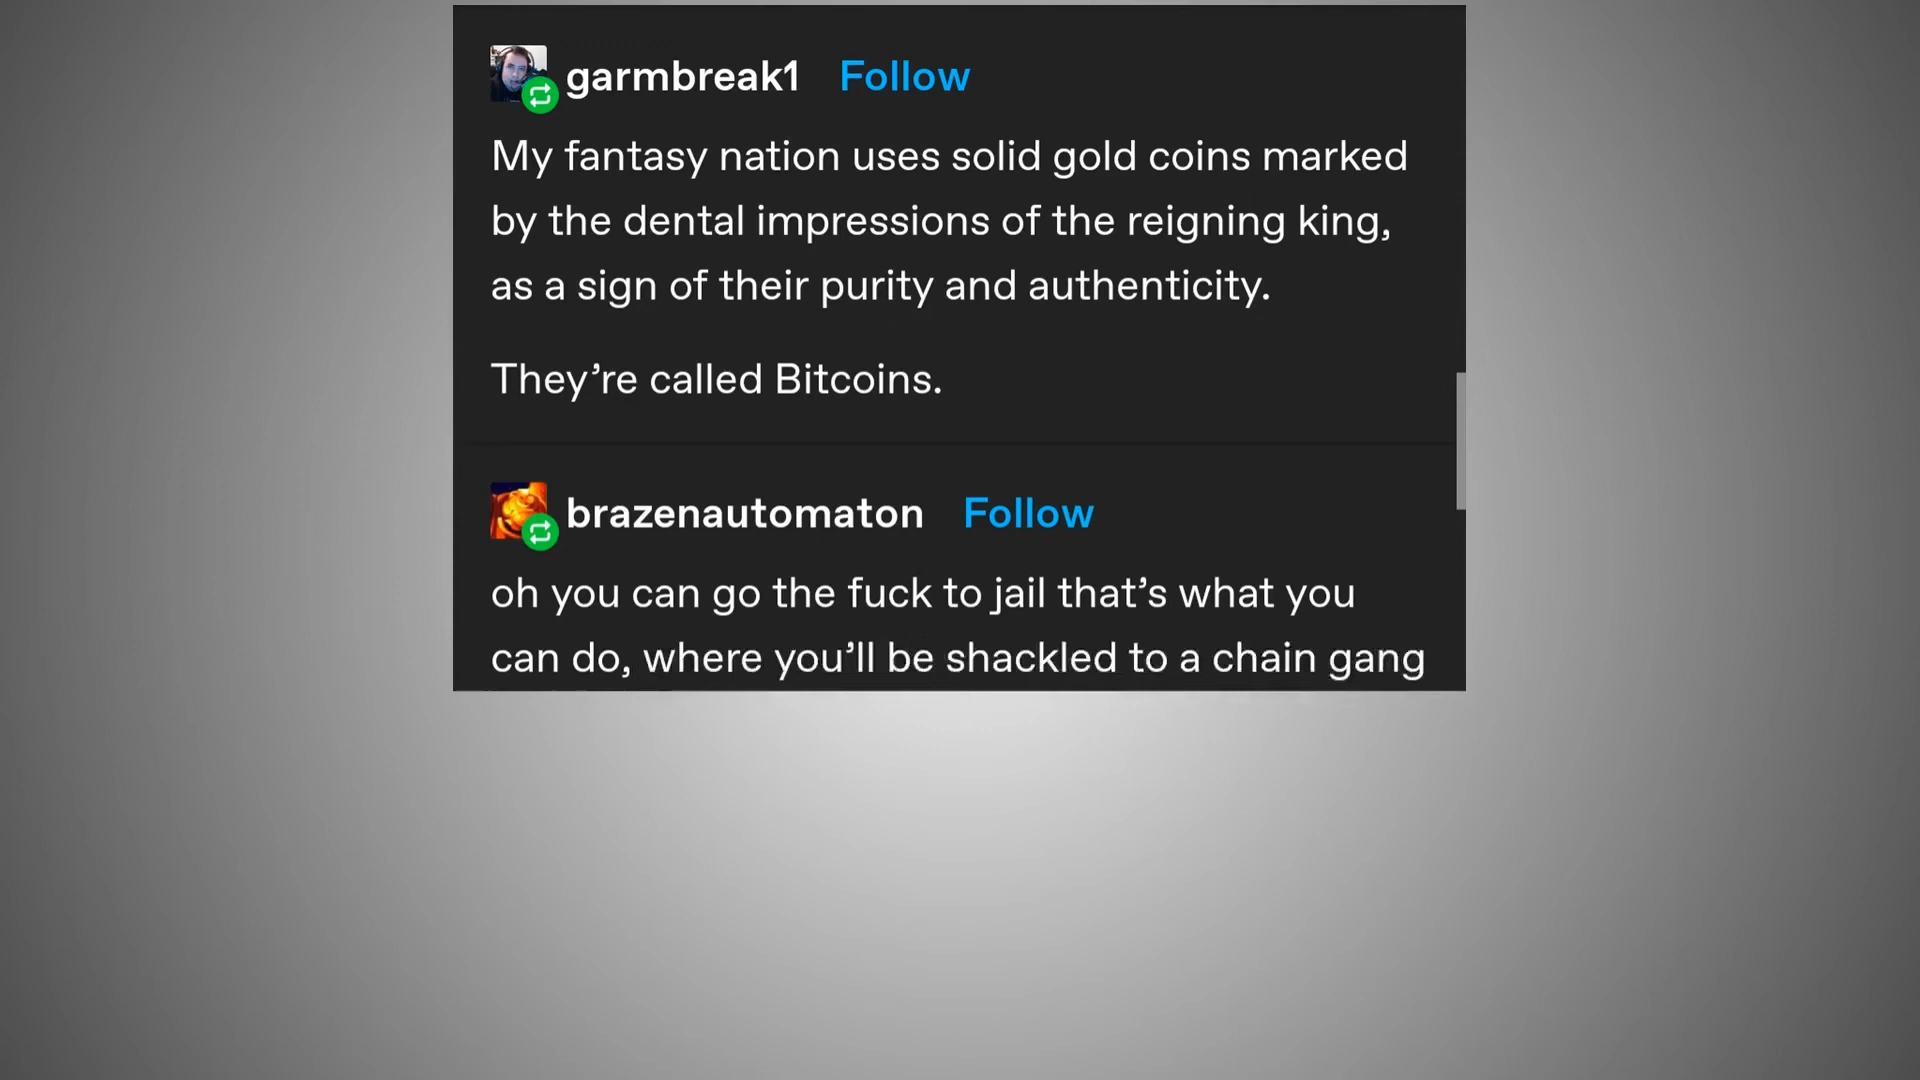 garmbreak1 Follow
My fantasy nation uses solid gold coins marked
by the dental impressions of the reigning king,
as a sign of their purity and authenticity.
They’re called Bitcoins.
brazenautomaton Follow
oh you can go the fuck to jail that’s what you
can do, where you’ll be shackled to a chain gang